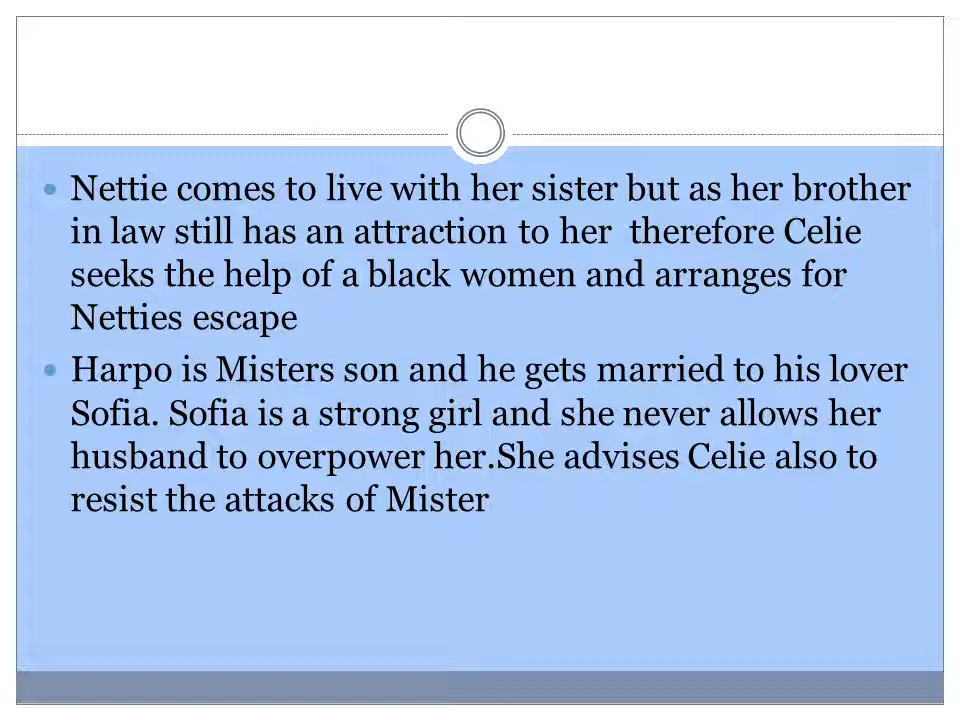 Nettie comes to live with her sister but as her brother
in law still has an attraction to her  therefore Celie
seeks the help of a black women and arranges for
Netties escape
Harpo is Misters son and he gets married to his lover
Sofia. Sofia is a strong girl and she never allows her
husband to overpower her.She advises Celie also to
resist the attacks of Mister